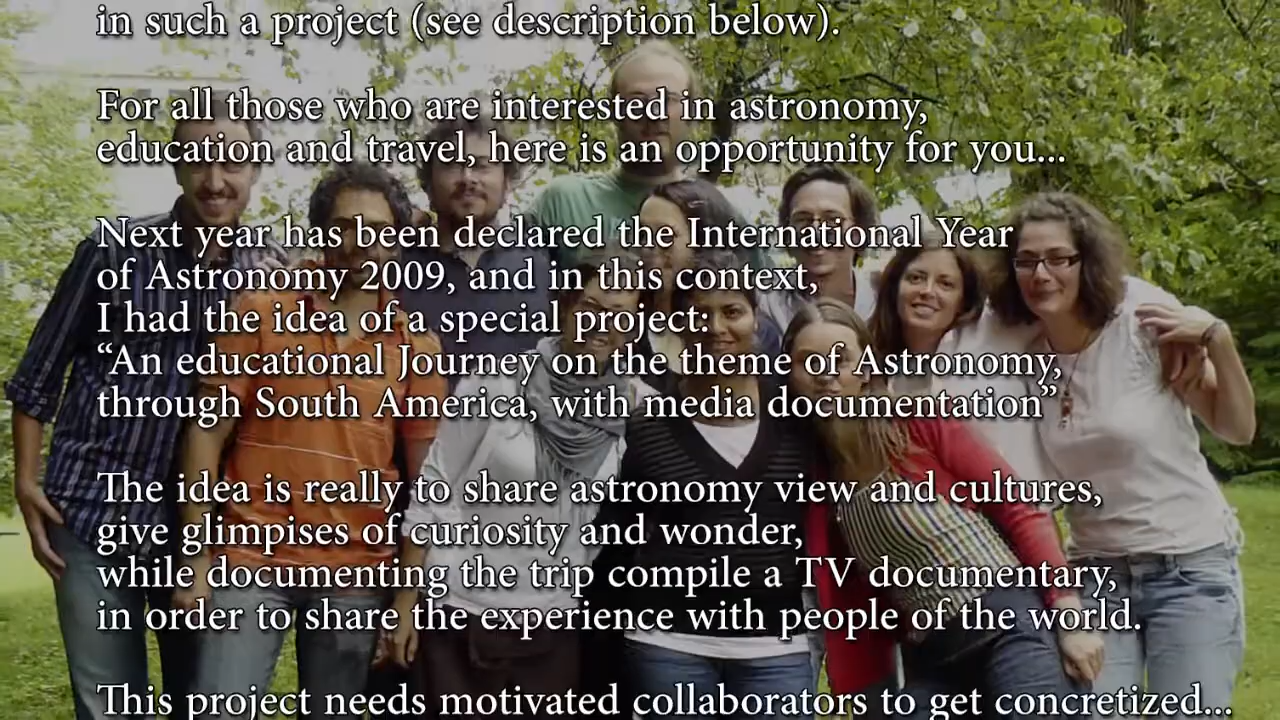 in such a project (see description below).
For all those who are interested in astronomy,
education and travel, here is an opportunity for you...
Next year has been declared the International Year
of Astronomy 2009, and in this context,
I had the idea of a special project:
“An educational Journey on the theme of Astronomy,
through South America, with media documentation”
The idea is really to share astronomy view and cultures,
give glimpises of curiosity and wonder,
while documenting the trip compile a TV documentary,
in order to share the experience with people of the world.
This project needs motivated collaborators to get concretized...